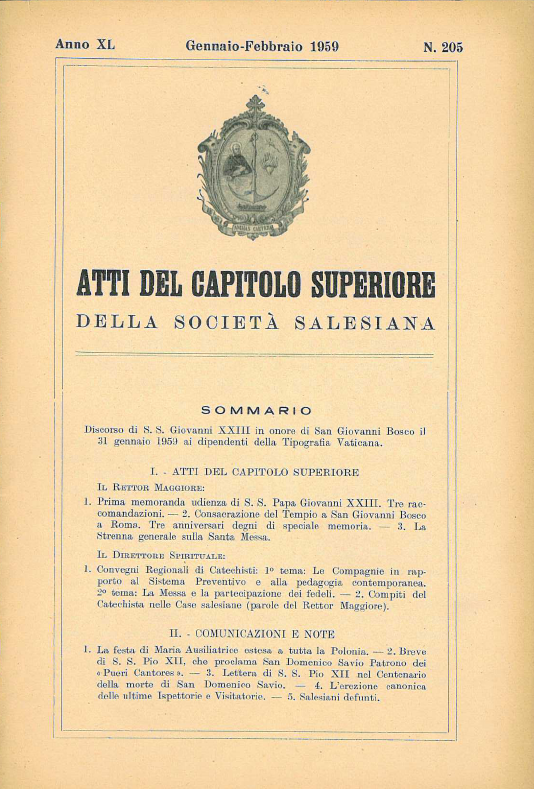 Anno XL Gennaio-Febbraio 1959 N. 205
ATTI DEL CAPITOLO SUPERIORE
DELLA SOCIETÀ SALESIANA
SOMMARIO
Discorso di S. S. Giovanni XXIII in onore di San Giovanni Bosco il
31 gennaio 1959 ai dipendenti della Tipografia Vaticana.
I. - ATTI DEL CAPITOLO SUPERIORE
IL RETTOR MAGGIORE:
1. Prima memoranda udienza di S. S. Papa Giovanni XXIII. Tre rac-
comandazioni. — 2. Consacrazione del Tempio a San Giovanni Bosco
a Roma. Tre anniversari degni di speciale memoria. — 3. La
Strenna generale sulla Santa Messa.
IL DIRETTORE SPIRITUALE:
1. Convegni Regionali di Catechisti: 1º tema: Le Compagnie in rap-
porto al Sistema Preventivo e alla pedagogia contemporanea.
2º tema: La Messa e la partecipazione dei fedeli. — 2. Compiti del
Catechista nelle Case salesiane (parole del Rettor Maggiore).
II. - COMUNICAZIONI E NOTE
1. La festa di Maria Ausiliatrice estesa a tutta la Polonia. — 2. Breve
di S. S. Pio XII, che proclama San Domenico Savio Patrono dei
« Pueri Cantores ». — 3. Lettera di S. S. Pio XII nel Centenario
della morte di San Domenico Savio. — 4. L'erezione canonica
delle ultime Ispettorie e Visitatorie. — 5. Salesiani defunti.